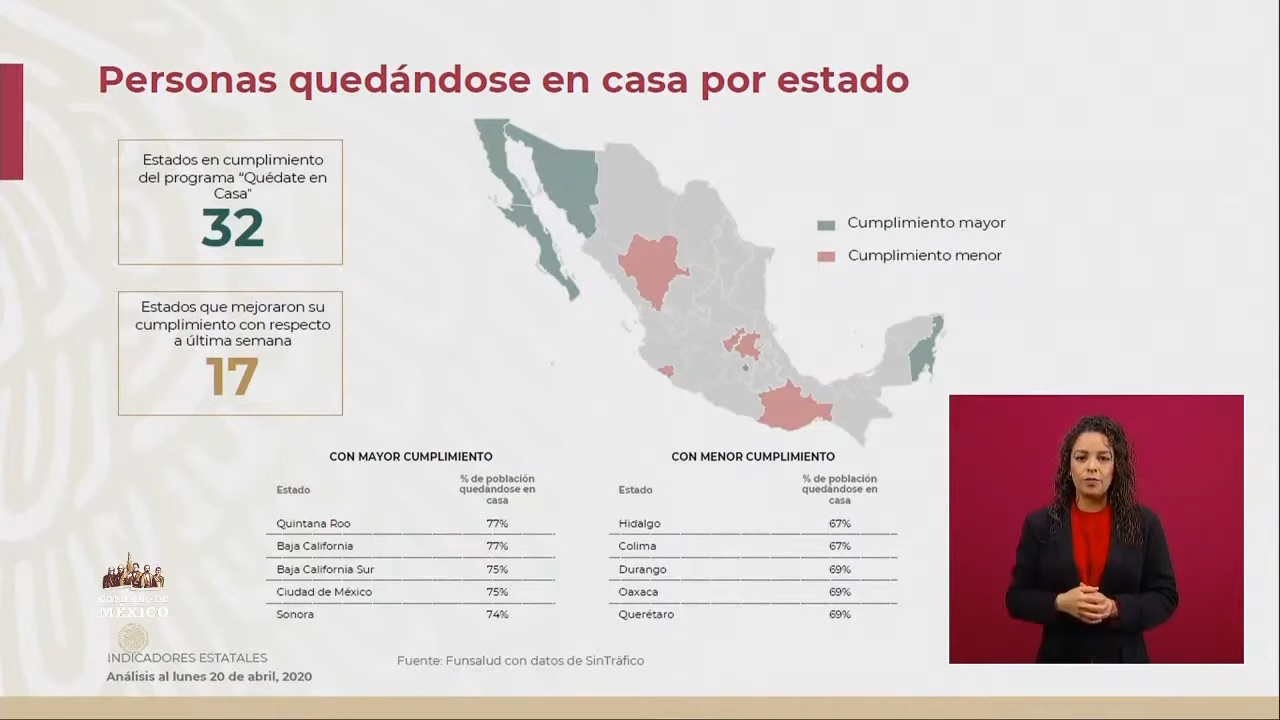 Personas quedándose en casa por estado
Estados en cumplimiento
del programa “Quédate en
Casa”
32
Estados que mejoraron su
cumplimiento con respecto
a última semana
17
Cumplimiento mayor
Cumplimiento menor
CON MAYOR CUMPLIMIENTO
Estado
% de población
quedándose en
casa
Quintana Roo 77%
Baja California 77%
Baja California Sur 75%
Ciudad de México 75%
Sonora 74%
CON MENOR CUMPLIMIENTO
Estado
% de población
quedándose en
casa
Hidalgo 67%
Colima 67%
Durango 69%
Oaxaca 69%
Querétaro 69%
GOBIERNO DE
MÉXICO
INDICADORES ESTATALES
Análisis al lunes 20 de abril, 2020
Fuente: Funsalud con datos de SinTráfico